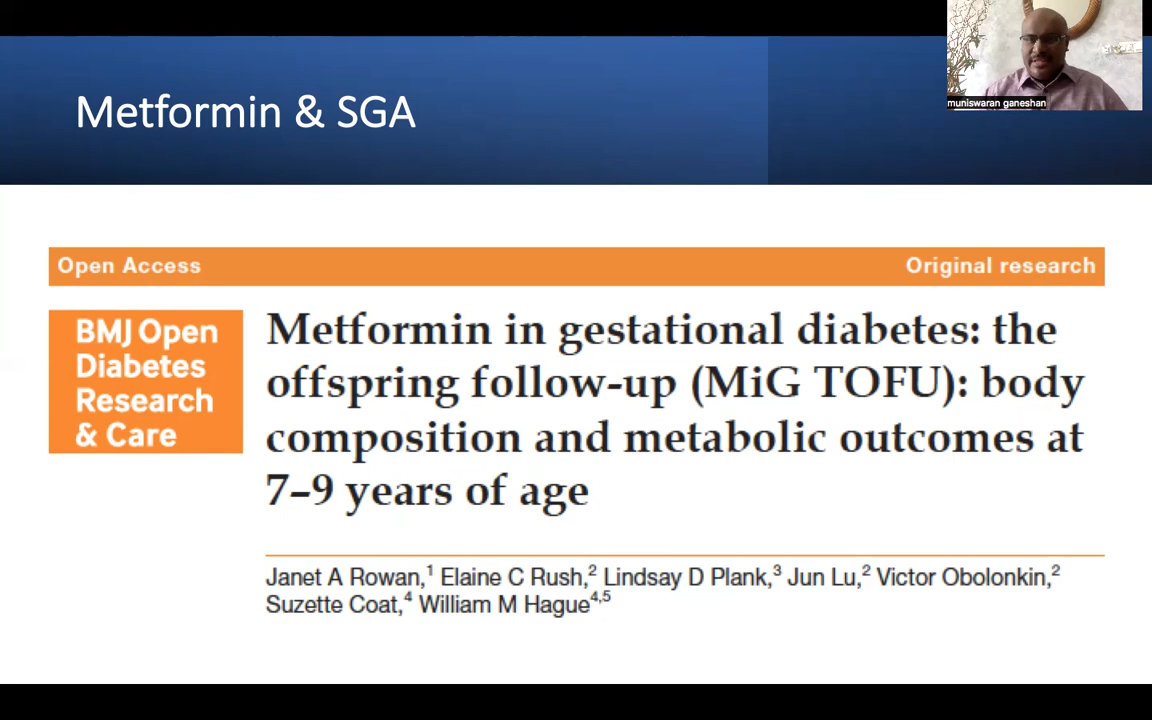 Metformin & SGA
muniswaran ganeshan
Open Access
Original research
BMJ Open
Diabetes
Research
& Care
Metformin in gestational diabetes: the
offspring follow-up (MiG TOFU): body
composition and metabolic outcomes at
7–9 years of age
Janet A Rowan,1 Elaine C Rush,2 Lindsay D Plank,3 Jun Lu,2 Victor Obolonkin,2
Suzette Coat,4 William M Hague4,5